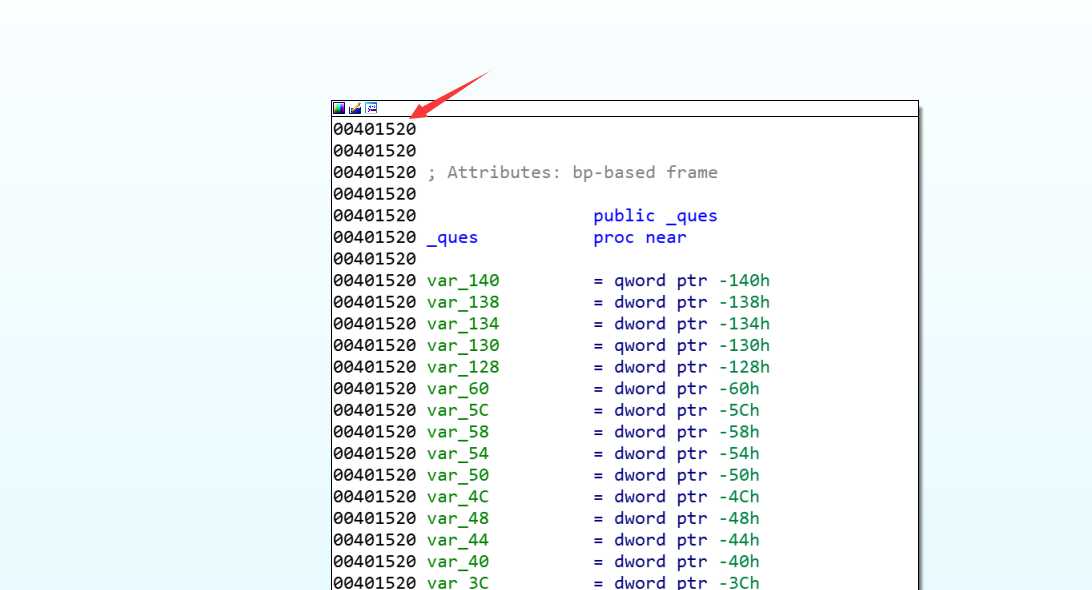 00401520
00401520
00401520 ; Attributes: bp-based frame
00401520
00401520 public _ques
00401520 _ques proc near
00401520
00401520 var_140 = qword ptr -140h
00401520 var_138 = dword ptr -138h
00401520 var_134 = dword ptr -134h
00401520 var_130 = qword ptr -130h
00401520 var_128 = dword ptr -128h
00401520 var_60 = dword ptr -60h
00401520 var_5C = dword ptr -5Ch
00401520 var_58 = dword ptr -58h
00401520 var_54 = dword ptr -54h
00401520 var_50 = dword ptr -50h
00401520 var_4C = dword ptr -4Ch
00401520 var_48 = dword ptr -48h
00401520 var_44 = dword ptr -44h
00401520 var_40 = dword ptr -40h
00401520 var_3C = dword ptr -3Ch